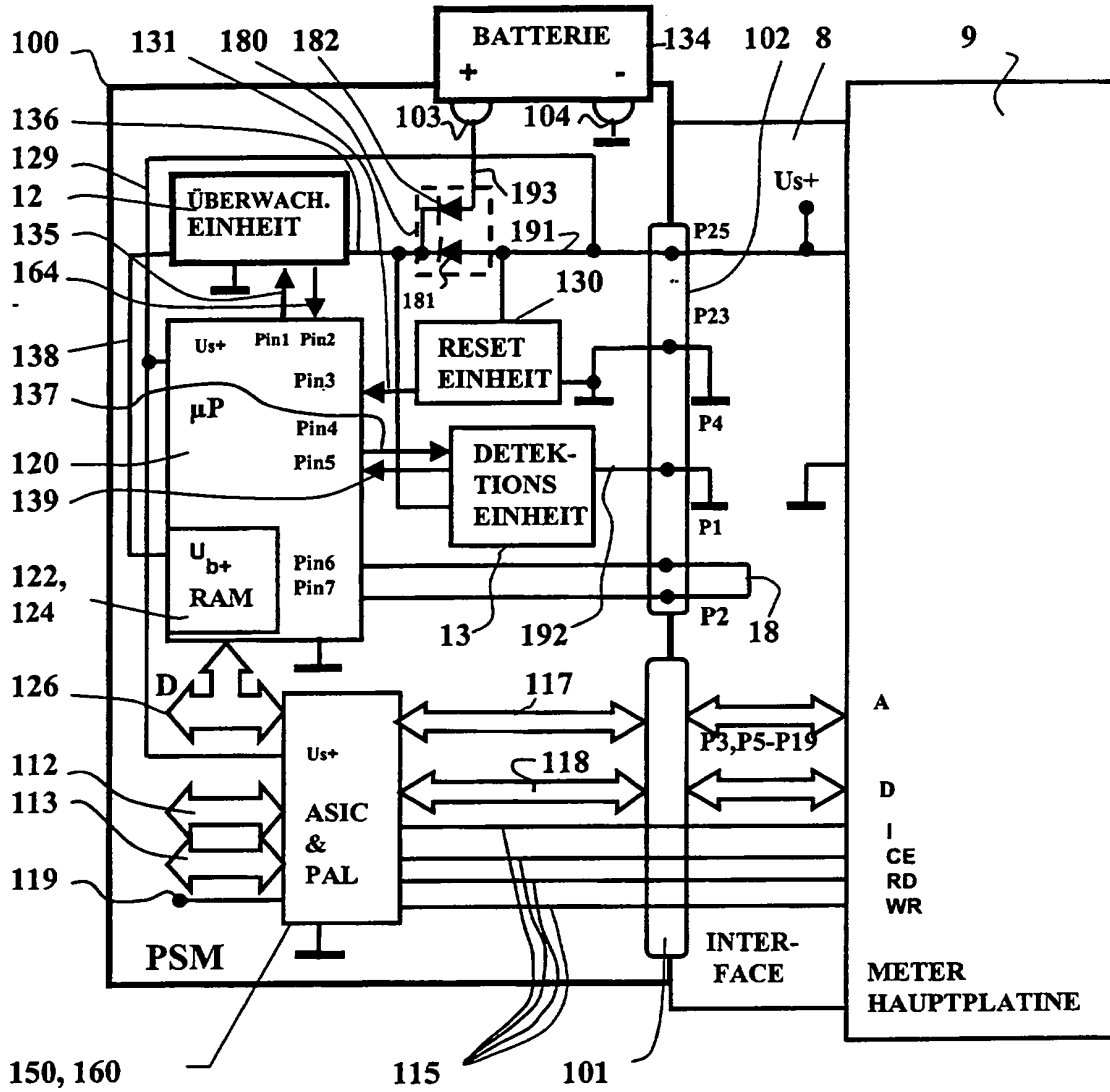 100
131
180
182
BATTERIE
+
-
134
102
8
9
136
103
104
129
193
Us+
12
ÜBERWACH.
EINHEIT
191
P25
135
181
130
164
Us+
Pin1
Pin2
P23
138
RESET
EINHEIT
Pin3
137
µP
Pin4
P4
120
Pin5
DETEK-
TIONS
EINHEIT
139
P1
Ub+
RAM
Pin6
Pin7
122,
124
13
192
P2
18
D
126
117
A
P3,P5-P19
Us+
112
118
D
113
ASIC
&
PAL
I
CE
RD
WR
119
PSM
INTER-
FACE
METER
HAUPTPLATINE
150, 160
115
101